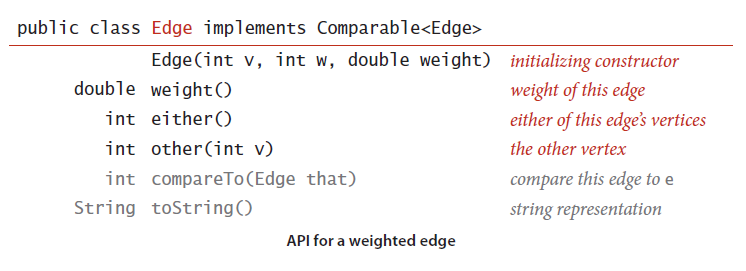 public class Edge implements Comparable<Edge>
Edge(int v, int w, double weight) initializing constructor
double weight() weight of this edge
int either() either of this edge's vertices
int other(int v) the other vertex
int compareTo(Edge that) compare this edge to e
String toString() string representation
API for a weighted edge